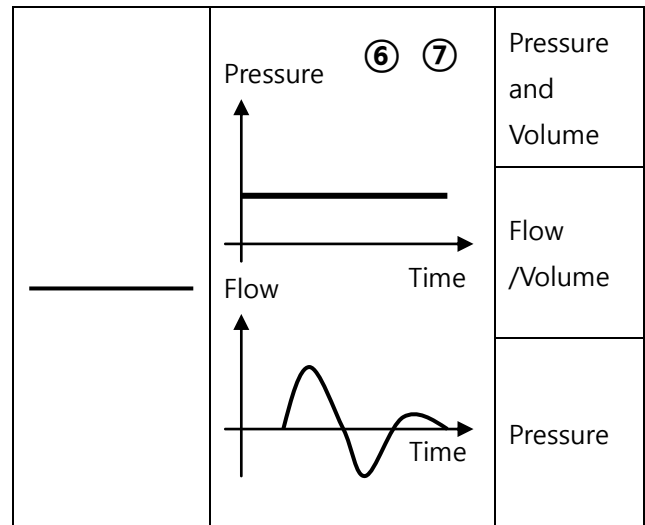 ⑥ ⑦
Pressure
Time
Flow
Time
Pressure
and
Volume
Flow
/Volume
Pressure